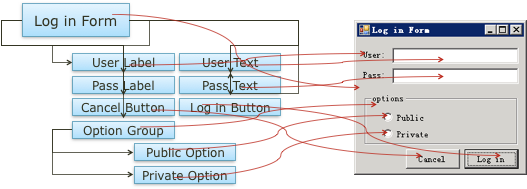 Log in Form
User Label
User Text
Pass Label
Pass Text
Cancel Button
Log in Button
Option Group
Public Option
Private Option
Log in Form
User:
Pass:
options
Public
Private
Cancel
Log in